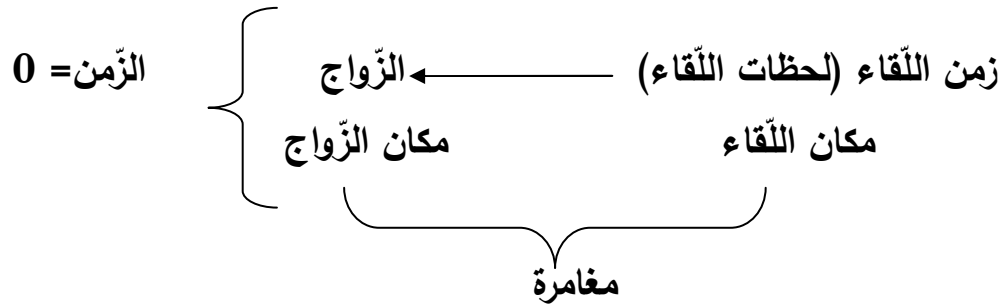 زمن اللّقاء (لحظات اللّقاء) الزّواج الزّمن= 0
مكان اللّقاء مكان الزّواج
مغامرة